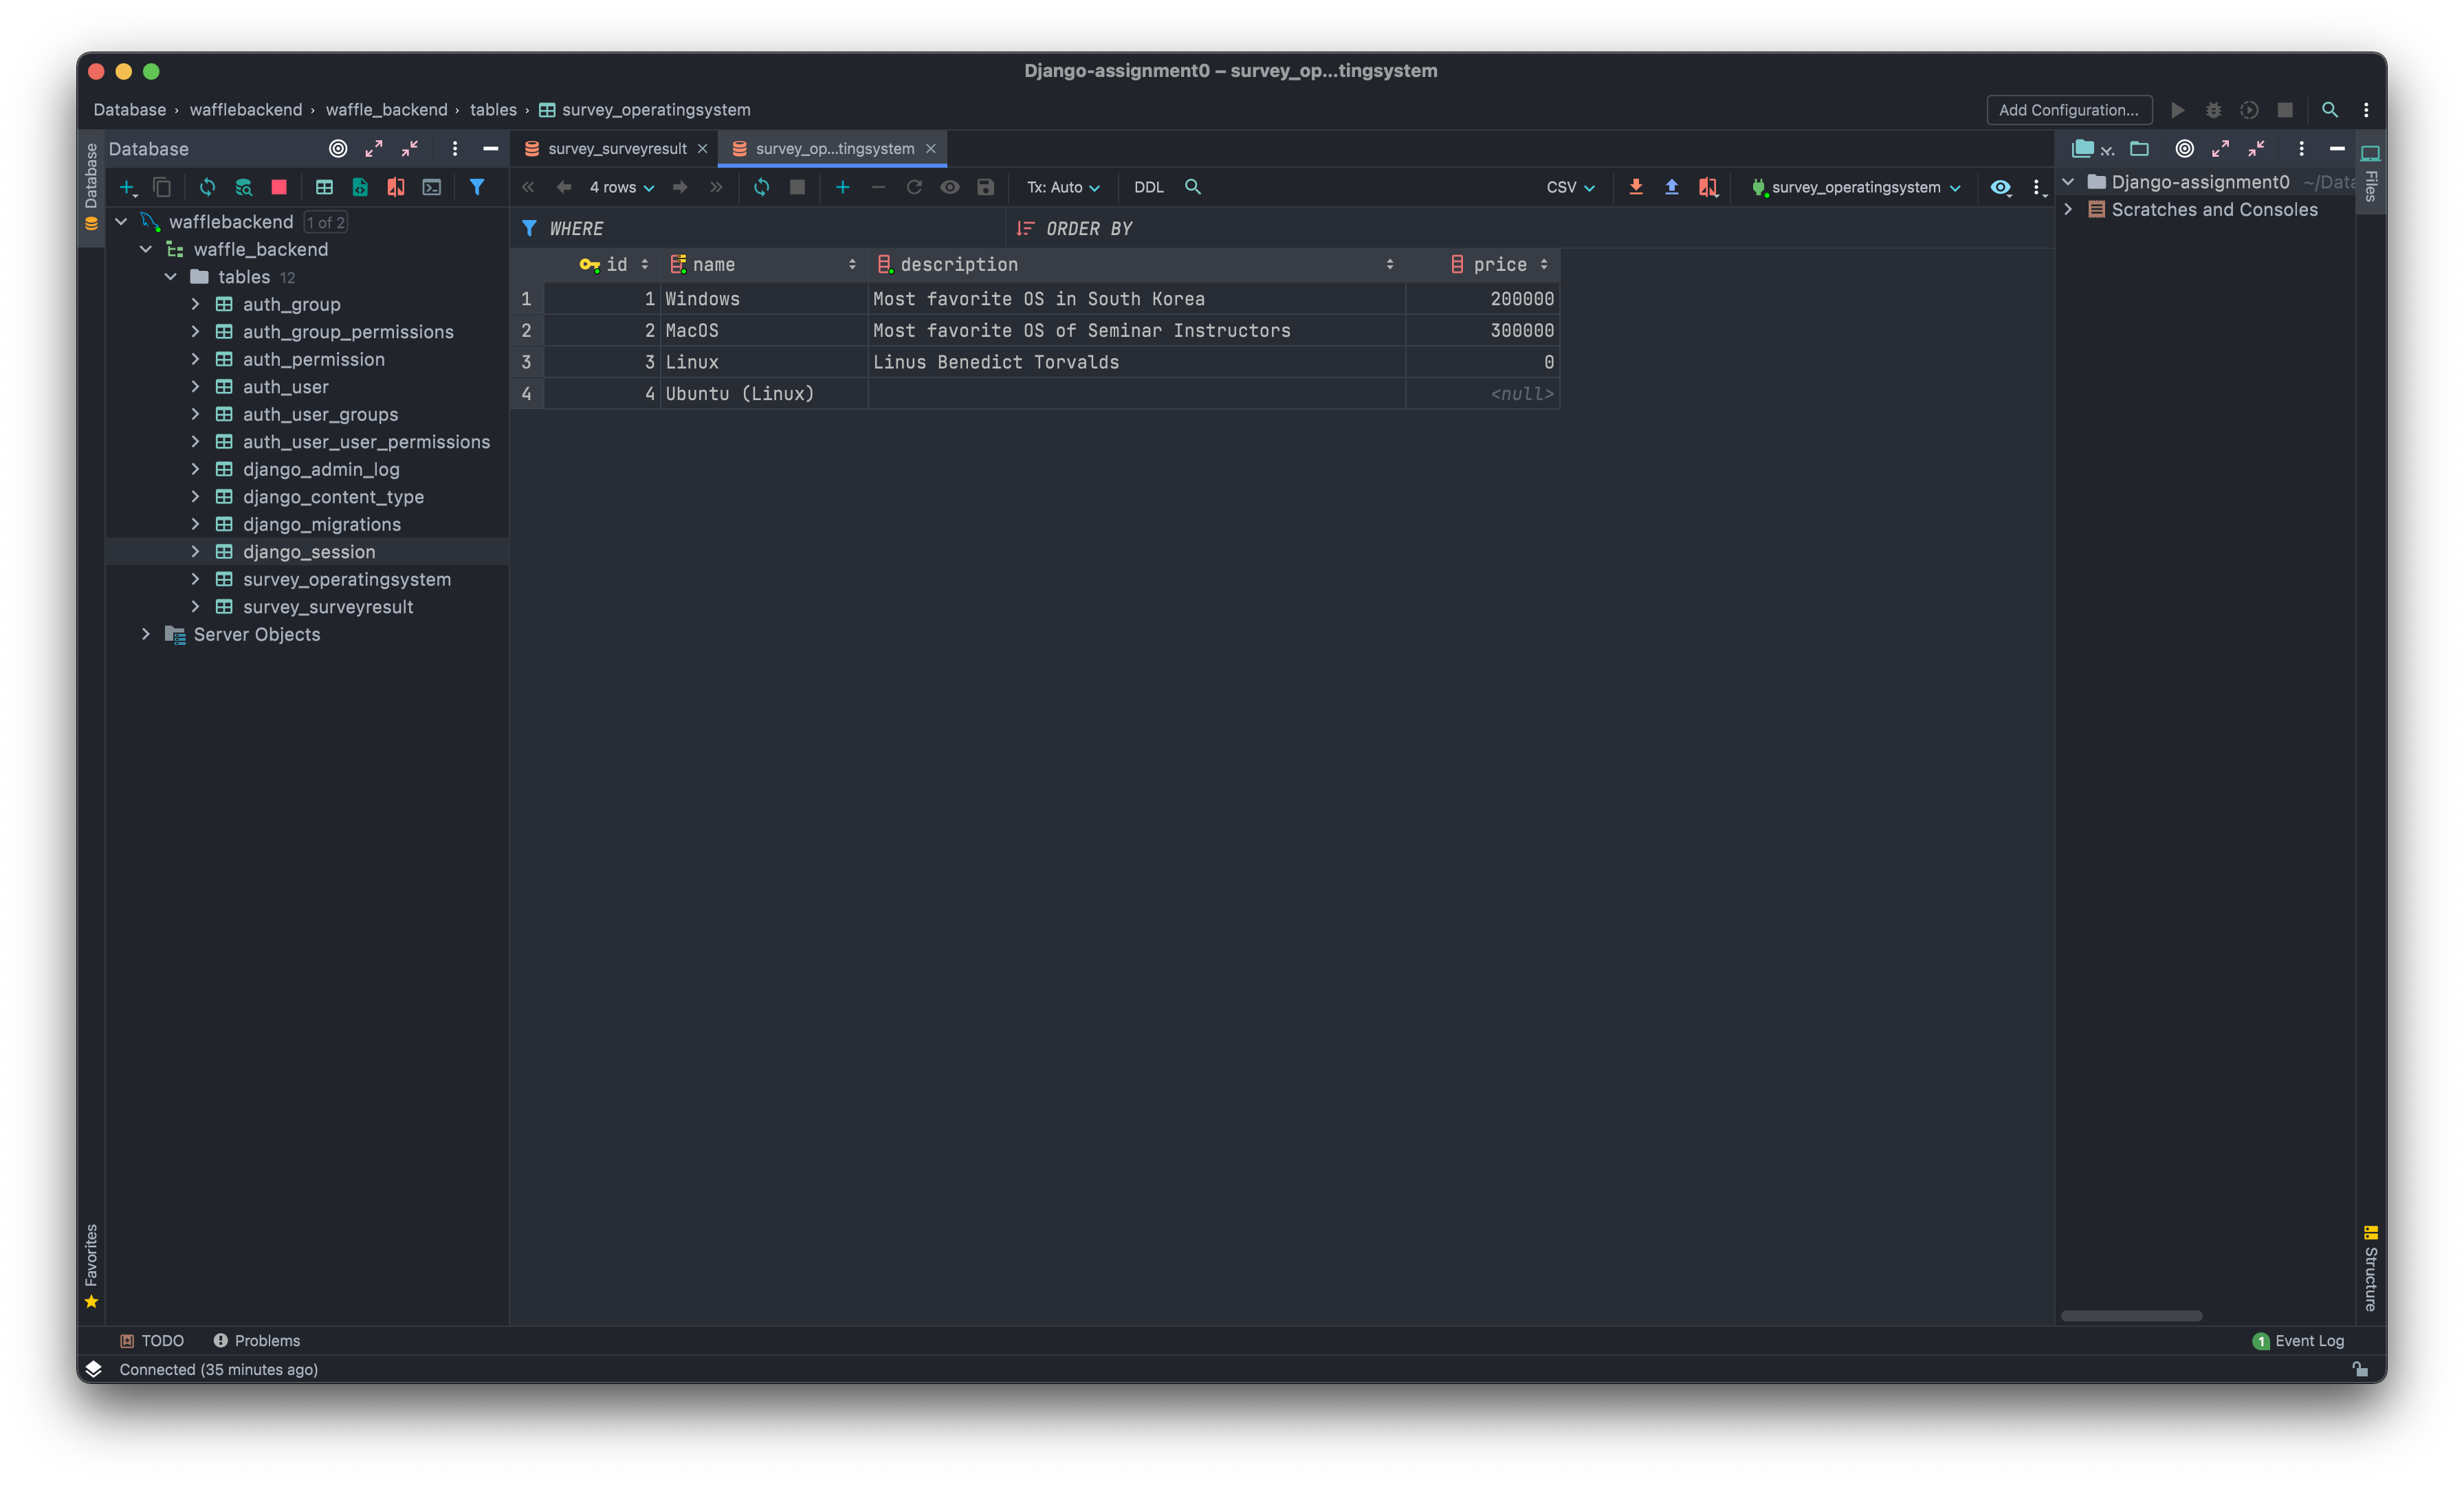 Django-assignment0 – survey_op...tingsystem
Database › wafflebackend › waffle_backend › tables › survey_operatingsystem
Add Configuration...
Database
Database
survey_surveyresult
survey_op...tingsystem
4 rows
Tx: Auto
DDL
CSV
survey_operatingsystem
wafflebackend 1 of 2
waffle_backend
tables 12
auth_group
auth_group_permissions
auth_permission
auth_user
auth_user_groups
auth_user_user_permissions
django_admin_log
django_content_type
django_migrations
django_session
survey_operatingsystem
survey_surveyresult
Server Objects
WHERE
ORDER BY
id name description price
1 1 Windows Most favorite OS in South Korea 200000
2 2 MacOS Most favorite OS of Seminar Instructors 300000
3 3 Linux Linus Benedict Torvalds 0
4 4 Ubuntu (Linux) <null>
Django-assignment0 ~/Data
Scratches and Consoles
Files
Favorites
Structure
TODO
Problems
1 Event Log
Connected (35 minutes ago)